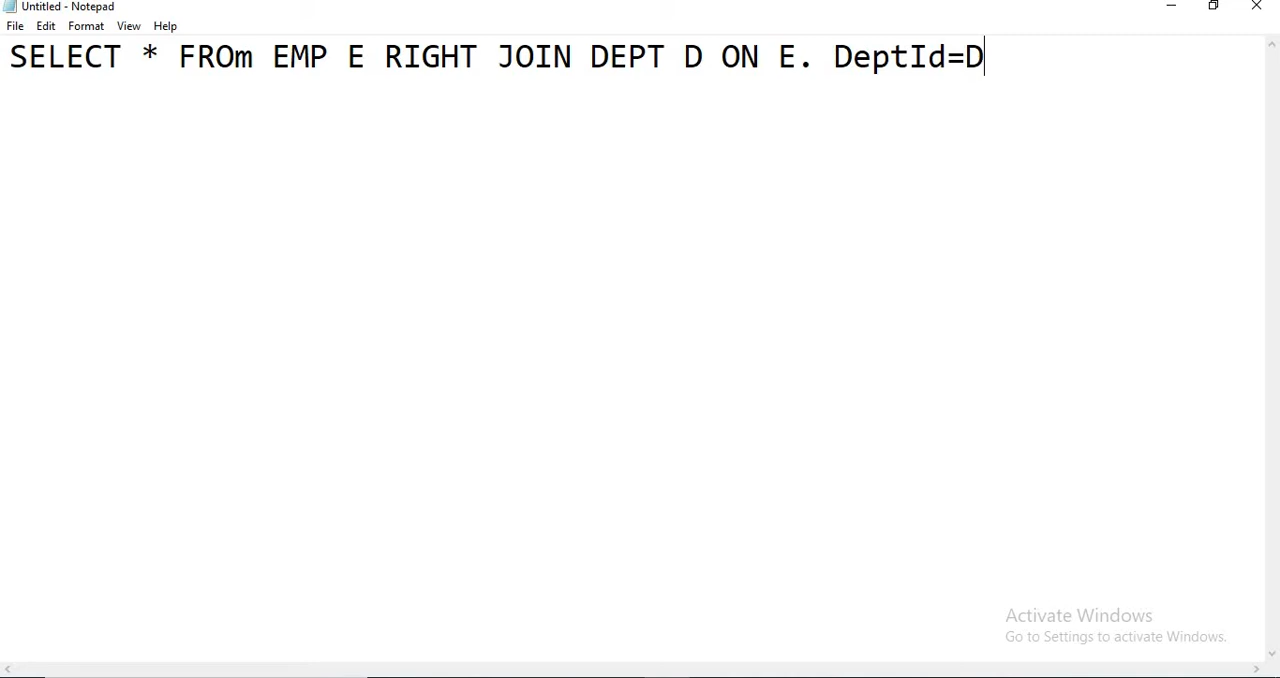 Untitled - Notepad
File Edit Format View Help
SELECT * FROm EMP E RIGHT JOIN DEPT D ON E. DeptId=D
Activate Windows
Go to Settings to activate Windows.